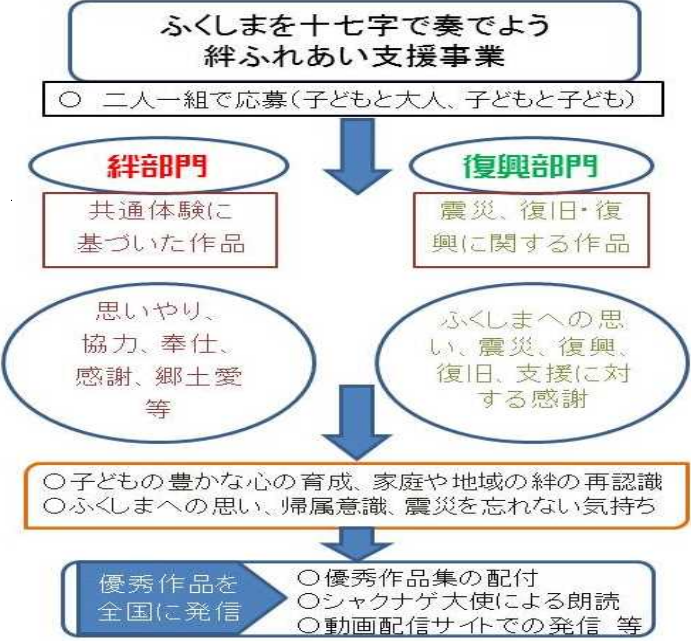 ふくしまを十七字で奏でよう
絆ふれあい支援事業
○ 二人一組で応募(子どもと大人、子どもと子ども)
絆部門
共通体験に
基づいた作品
思いやり、
協力、奉仕、
感謝、郷土愛
等
復興部門
震災、復旧・復
興に関する作品
ふくしまへの思
い、震災、復興、
復旧、支援に対
する感謝
○子どもの豊かな心の育成、家庭や地域の絆の再認識
○ふくしまへの思い、帰属意識、震災を忘れない気持ち
優秀作品を
全国に発信
○優秀作品集の配付
○シャクナゲ大使による朗読
○動画配信サイトでの発信 等